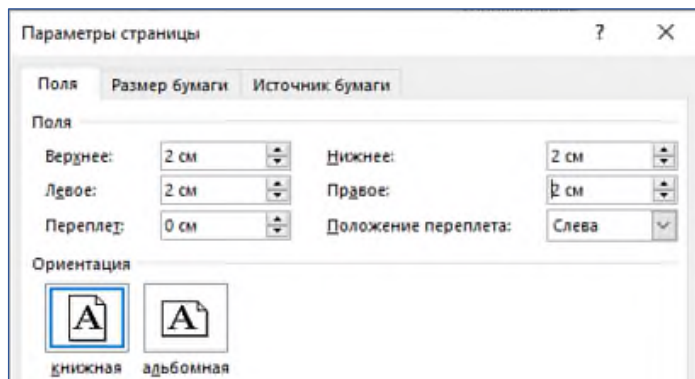 Параметры страницы ? ×
Поля Размер бумаги Источник бумаги
Поля
Верхнее: 2 см Нижнее: 2 см
Левое: 2 см Правое: 2 см
Переплет: 0 см Положение переплета: Слева
Ориентация
A A
книжная альбомная